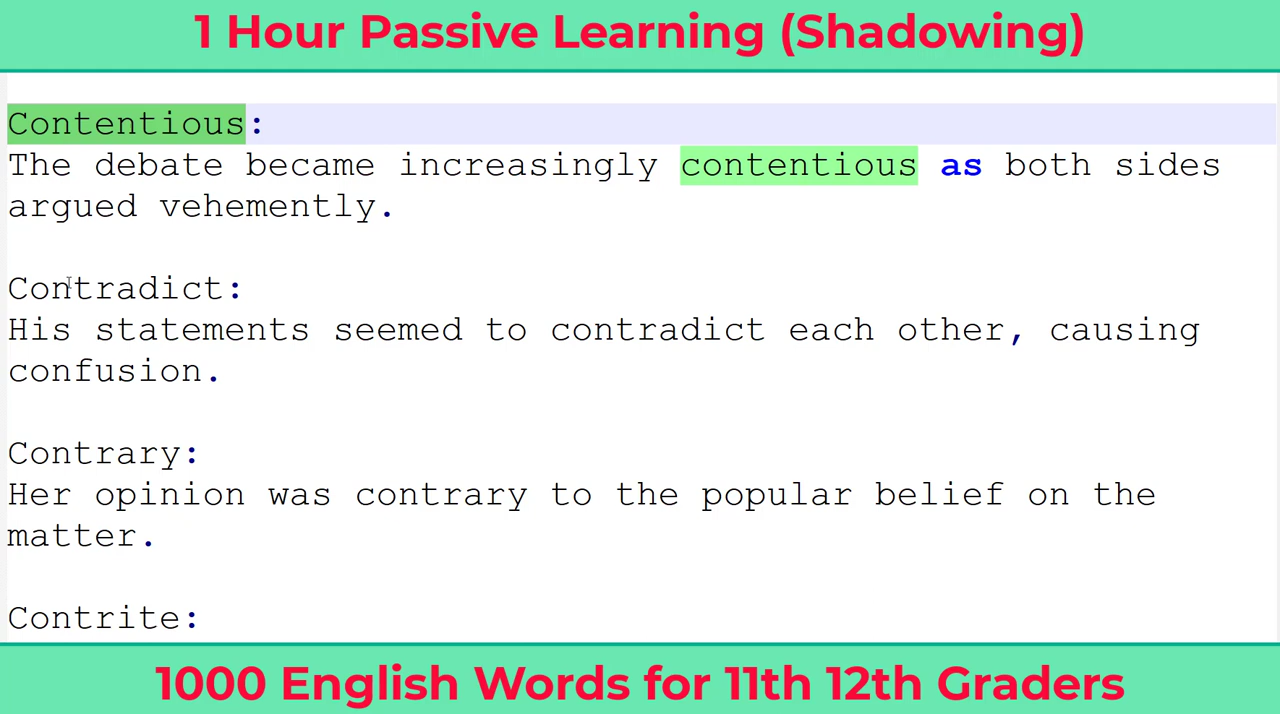 1 Hour Passive Learning (Shadowing)
Contentious:
The debate became increasingly contentious as both sides
argued vehemently.
Contradict:
His statements seemed to contradict each other, causing
confusion.
Contrary:
Her opinion was contrary to the popular belief on the
matter.
Contrite:
1000 English Words for 11th 12th Graders